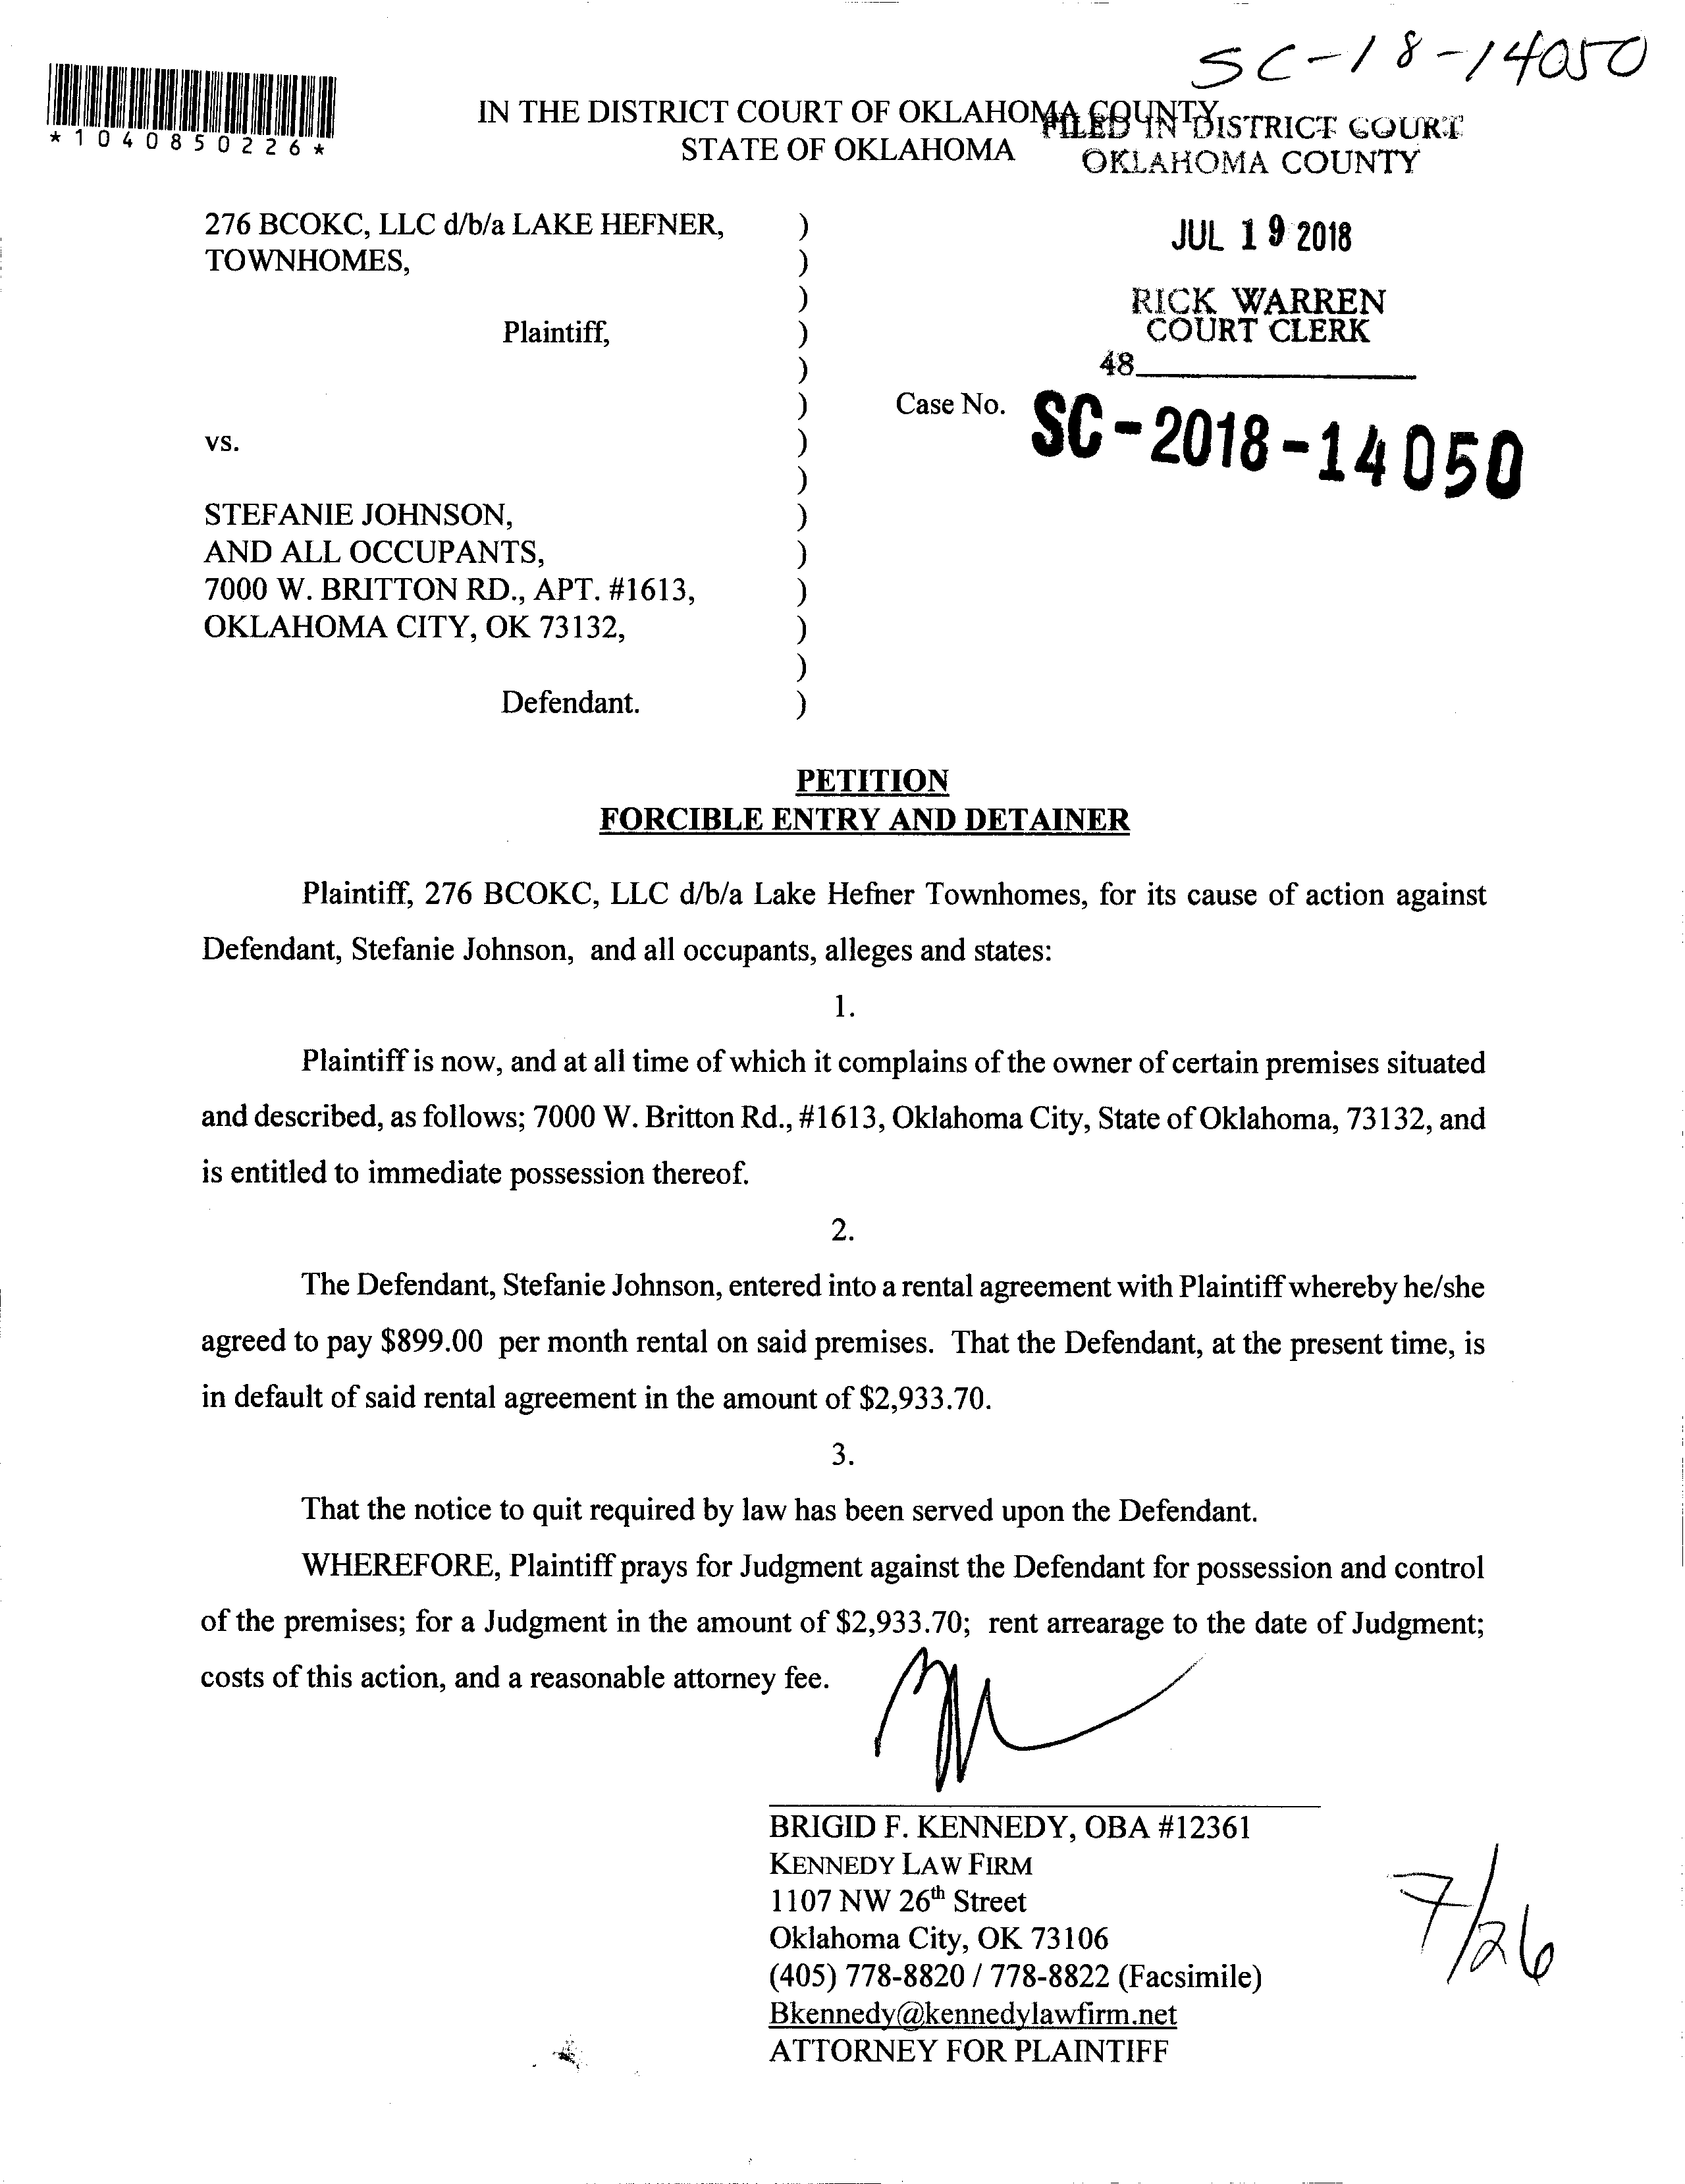 SC-18-14050
*1040850226*
IN THE DISTRICT COURT OF OKLAHOMA COUNTY
STATE OF OKLAHOMA
FILED IN DISTRICT COURT
OKLAHOMA COUNTY
276 BCOKC, LLC d/b/a LAKE HEFNER, )
TOWNHOMES, )
)
JUL 19 2018
RICK WARREN
COURT CLERK
Plaintiff, )
)
48
) Case No. SC-2018-14050
vs. )
)
STEFANIE JOHNSON, )
AND ALL OCCUPANTS, )
7000 W. BRITTON RD., APT. #1613, )
OKLAHOMA CITY, OK 73132, )
)
Defendant. )
PETITION
FORCIBLE ENTRY AND DETAINER
Plaintiff, 276 BCOKC, LLC d/b/a Lake Hefner Townhomes, for its cause of action against
Defendant, Stefanie Johnson, and all occupants, alleges and states:
1.
Plaintiff is now, and at all time of which it complains of the owner of certain premises situated
and described, as follows; 7000 W. Britton Rd., #1613, Oklahoma City, State of Oklahoma, 73132, and
is entitled to immediate possession thereof.
2.
The Defendant, Stefanie Johnson, entered into a rental agreement with Plaintiff whereby he/she
agreed to pay $899.00 per month rental on said premises. That the Defendant, at the present time, is
in default of said rental agreement in the amount of $2,933.70.
3.
That the notice to quit required by law has been served upon the Defendant.
WHEREFORE, Plaintiff prays for Judgment against the Defendant for possession and control
of the premises; for a Judgment in the amount of $2,933.70; rent arrearage to the date of Judgment;
costs of this action, and a reasonable attorney fee.
BRIGID F. KENNEDY, OBA #12361
KENNEDY LAW FIRM
1107 NW 26th Street
Oklahoma City, OK 73106
(405) 778-8820 / 778-8822 (Facsimile)
Bkennedy@kennedylawfirm.net
ATTORNEY FOR PLAINTIFF
7/26